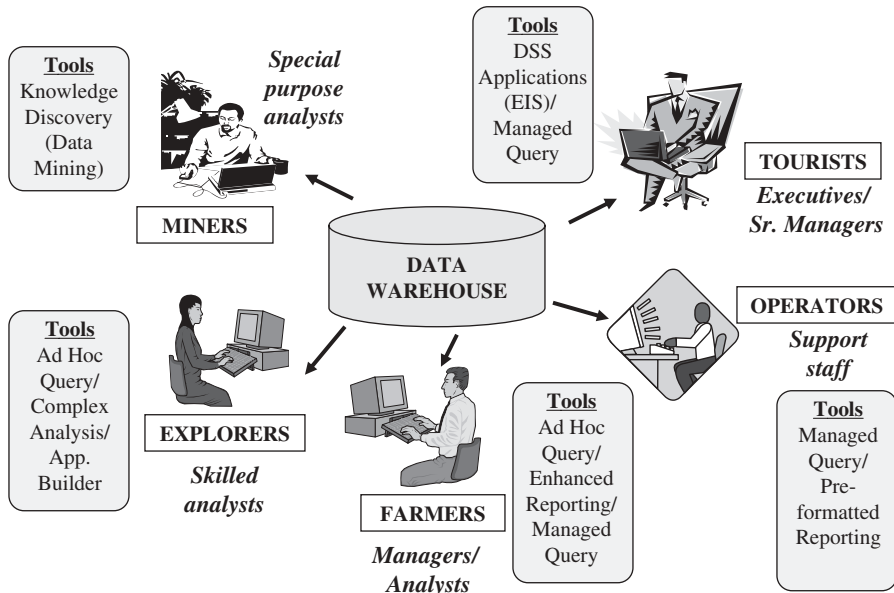 Tools
Knowledge
Discovery
(Data
Mining)
Special
purpose
analysts
MINERS
Tools
DSS
Applications
(EIS)/
Managed
Query
TOURISTS
Executives/
Sr. Managers
DATA
WAREHOUSE
OPERATORS
Support
staff
Tools
Managed
Query/
Pre-
formatted
Reporting
Tools
Ad Hoc
Query/
Complex
Analysis/
App.
Builder
EXPLORERS
Skilled
analysts
FARMERS
Managers/
Analysts
Tools
Ad Hoc
Query/
Enhanced
Reporting/
Managed
Query